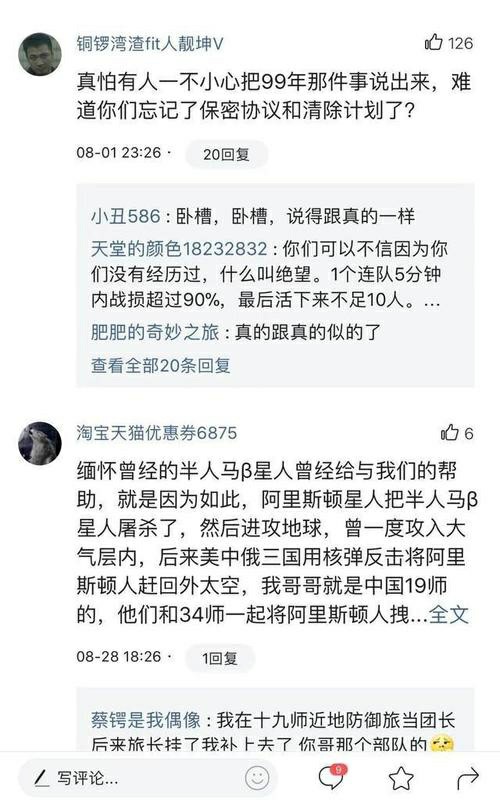 铜锣湾渣fit人靓坤V
126
真怕有人一不小心把99年那件事说出来，难
道你们忘记了保密协议和清除计划了?
08-01 23:26 · 20回复
小丑586 : 卧槽，卧槽，说得跟真的一样
天堂的颜色18232832 : 你们可以不信因为你
们没有经历过，什么叫绝望。1个连队5分钟
内战损超过90%，最后活下来不足10人。...
肥肥的奇妙之旅 : 真的跟真的似的了
查看全部20条回复
淘宝天猫优惠券6875
6
缅怀曾经的半人马β星人曾经给与我们的帮
助，就是因为如此，阿里斯顿星人把半人马β
星人屠杀了，然后进攻地球，曾一度攻入大
气层内，后来美中俄三国用核弹反击将阿里
斯顿人赶回外太空，我哥哥就是中国19师
的，他们和34师一起将阿里斯顿人拽...全文
08-28 18:26 · 1回复
蔡锷是我偶像 : 我在十九师近地防御旅当团长
后来旅长挂了我补上去了 你哥那个部队的
写评论...
9